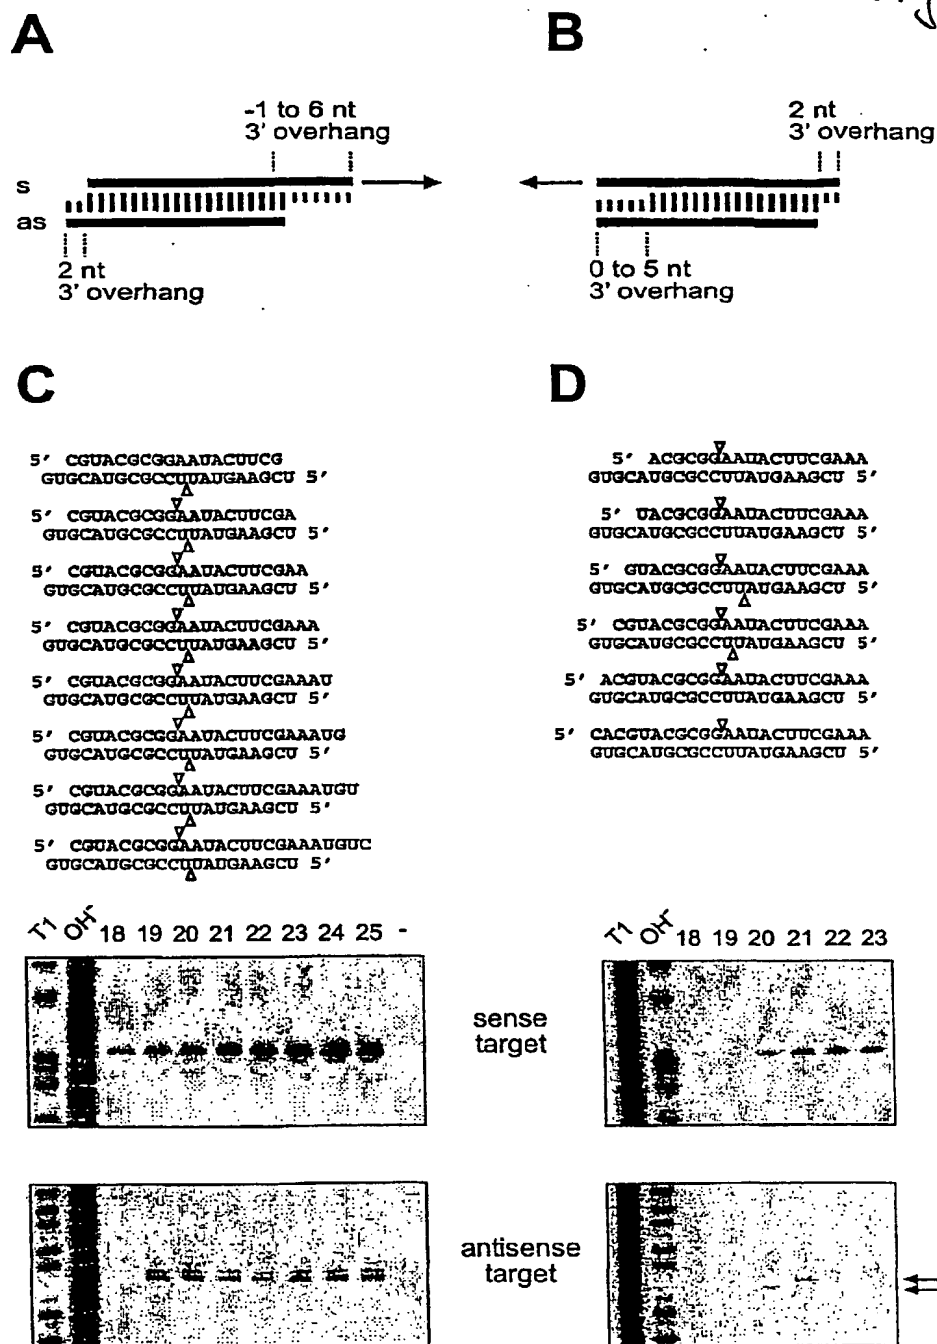 A
-1 to 6 nt
3' overhang
s
as
2 nt
3' overhang
B
2 nt
3' overhang
0 to 5 nt
3' overhang
C
5' CGUACGCGGAAUACUUCG
GUGCAUGCGCCUUAUGAAGCU 5'
5' CGUACGCGGAAUACUUCGA
GUGCAUGCGCCUUAUGAAGCU 5'
5' CGUACGCGGAAUACUUCGAA
GUGCAUGCGCCUUAUGAAGCU 5'
5' CGUACGCGGAAUACUUCGAAA
GUGCAUGCGCCUUAUGAAGCU 5'
5' CGUACGCGGAAUACUUCGAAAU
GUGCAUGCGCCUUAUGAAGCU 5'
5' CGUACGCGGAAUACUUCGAAAUG
GUGCAUGCGCCUUAUGAAGCU 5'
5' CGUACGCGGAAUACUUCGAAAUGU
GUGCAUGCGCCUUAUGAAGCU 5'
5' CGUACGCGGAAUACUUCGAAAUGUC
GUGCAUGCGCCUUAUGAAGCU 5'
D
5' ACGCGGAAUACUUCGAAA
GUGCAUGCGCCUUAUGAAGCU 5'
5' UACGCGGAAUACUUCGAAA
GUGCAUGCGCCUUAUGAAGCU 5'
5' GUACGCGGAAUACUUCGAAA
GUGCAUGCGCCUUAUGAAGCU 5'
5' CGUACGCGGAAUACUUCGAAA
GUGCAUGCGCCUUAUGAAGCU 5'
5' ACGUACGCGGAAUACUUCGAAA
GUGCAUGCGCCUUAUGAAGCU 5'
5' CACGUACGCGGAAUACUUCGAAA
GUGCAUGCGCCUUAUGAAGCU 5'
T1 OH- 18 19 20 21 22 23 24 25 -
T1 OH- 18 19 20 21 22 23
sense
target
antisense
target